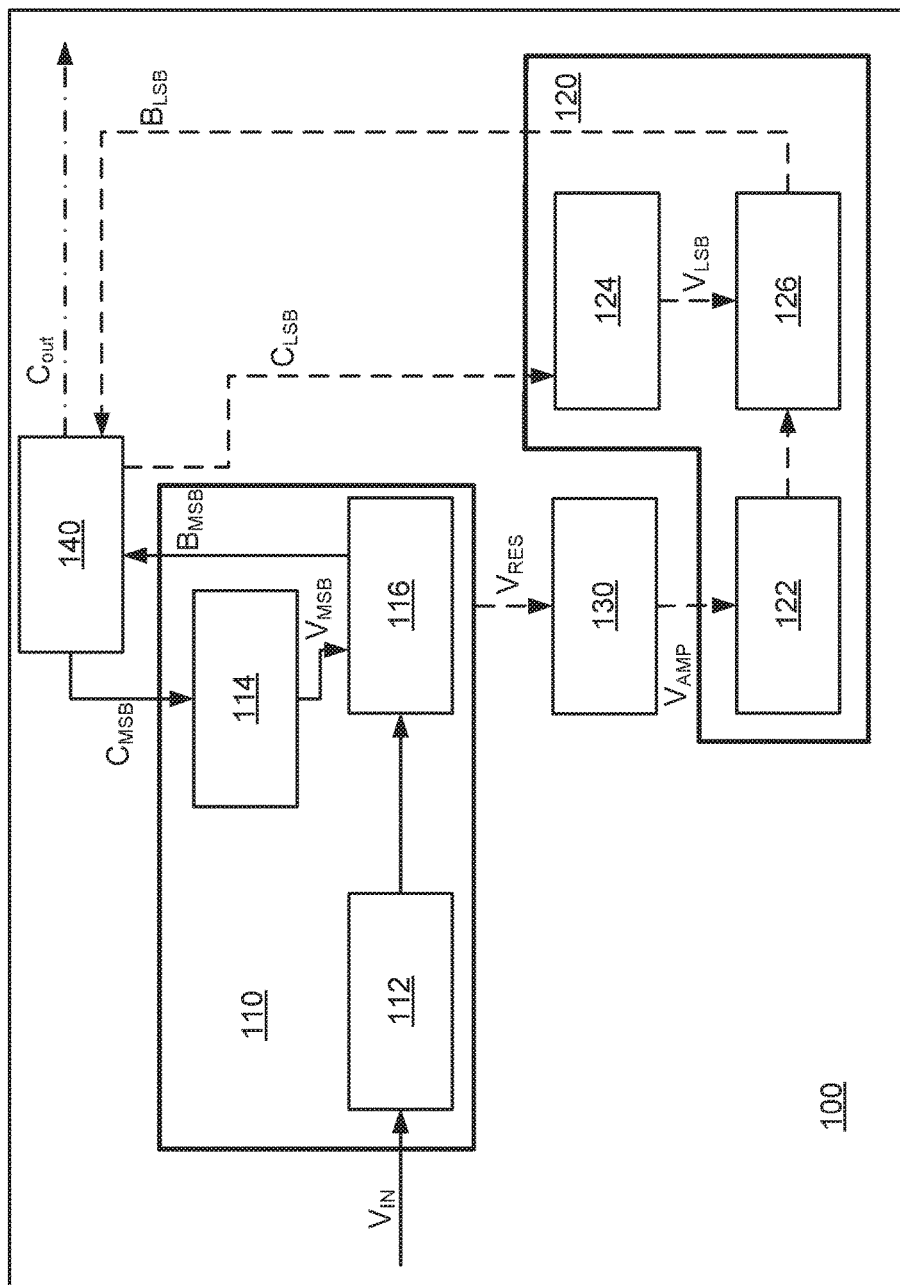 C_out
B_LSB
140
C_LSB
120
C_MSB
B_MSB
114
V_MSB
124
V_LSB
110
112
116
V_RES
130
V_AMP
122
126
V_IN
100